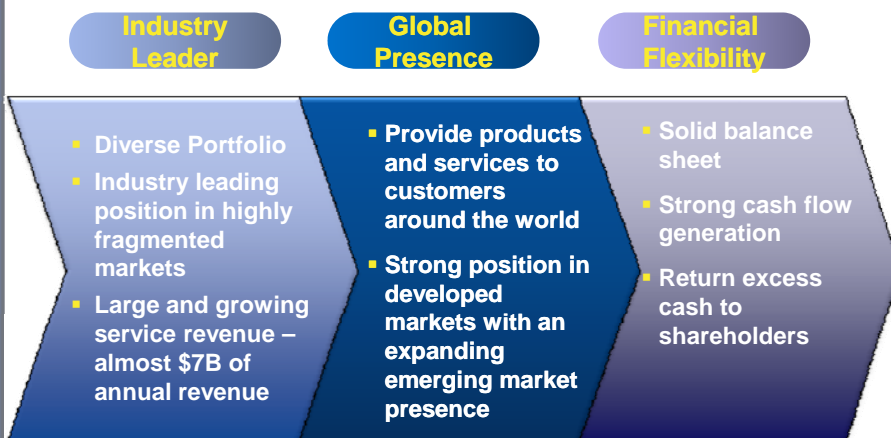 Industry
Leader
Global
Presence
Financial
Flexibility
▪ Diverse Portfolio
▪ Industry leading
position in highly
fragmented
markets
▪ Large and growing
service revenue –
almost $7B of
annual revenue
▪ Provide products
and services to
customers
around the world
▪ Strong position in
developed
markets with an
expanding
emerging market
presence
▪ Solid balance
sheet
▪ Strong cash flow
generation
▪ Return excess
cash to
shareholders